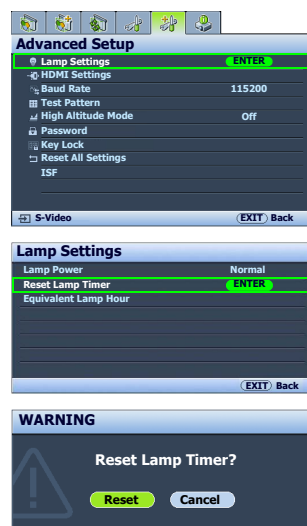 Advanced Setup
Lamp Settings ENTER
HDMI Settings
Baud Rate 115200
Test Pattern
High Altitude Mode Off
Password
Key Lock
Reset All Settings
ISF
S-Video EXIT Back
Lamp Settings
Lamp Power Normal
Reset Lamp Timer ENTER
Equivalent Lamp Hour
EXIT Back
WARNING
Reset Lamp Timer?
Reset Cancel